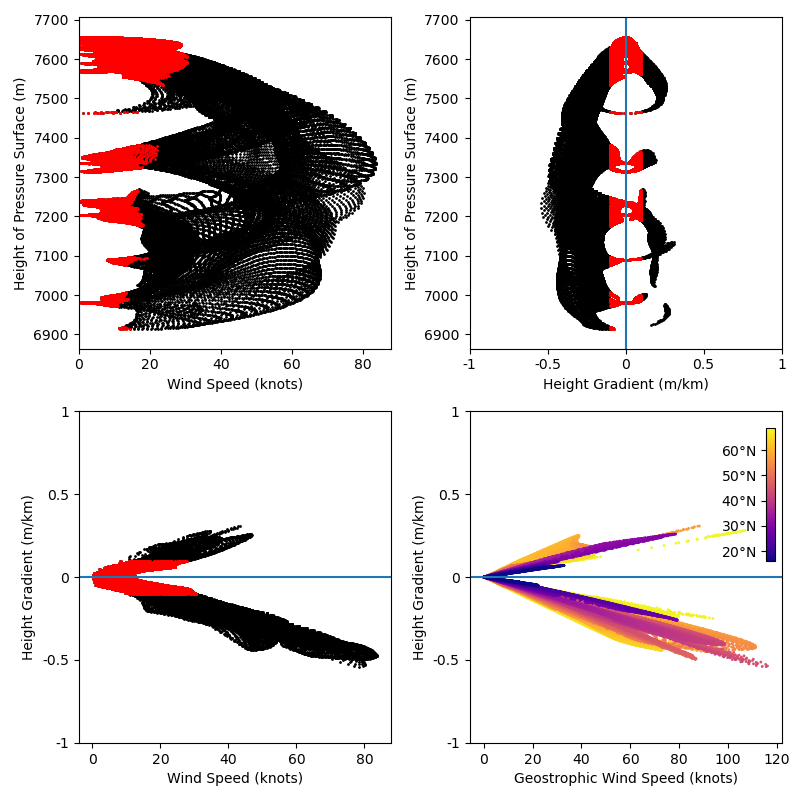 7700
7600
7500
7400
7300
7200
7100
7000
6900
Height of Pressure Surface (m)
0 20 40 60 80
Wind Speed (knots)
7700
7600
7500
7400
7300
7200
7100
7000
6900
Height of Pressure Surface (m)
-1 -0.5 0 0.5 1
Height Gradient (m/km)
1
0.5
0
-0.5
-1
Height Gradient (m/km)
0 20 40 60 80
Wind Speed (knots)
1
0.5
0
-0.5
-1
Height Gradient (m/km)
60°N
50°N
40°N
30°N
20°N
0 20 40 60 80 100 120
Geostrophic Wind Speed (knots)